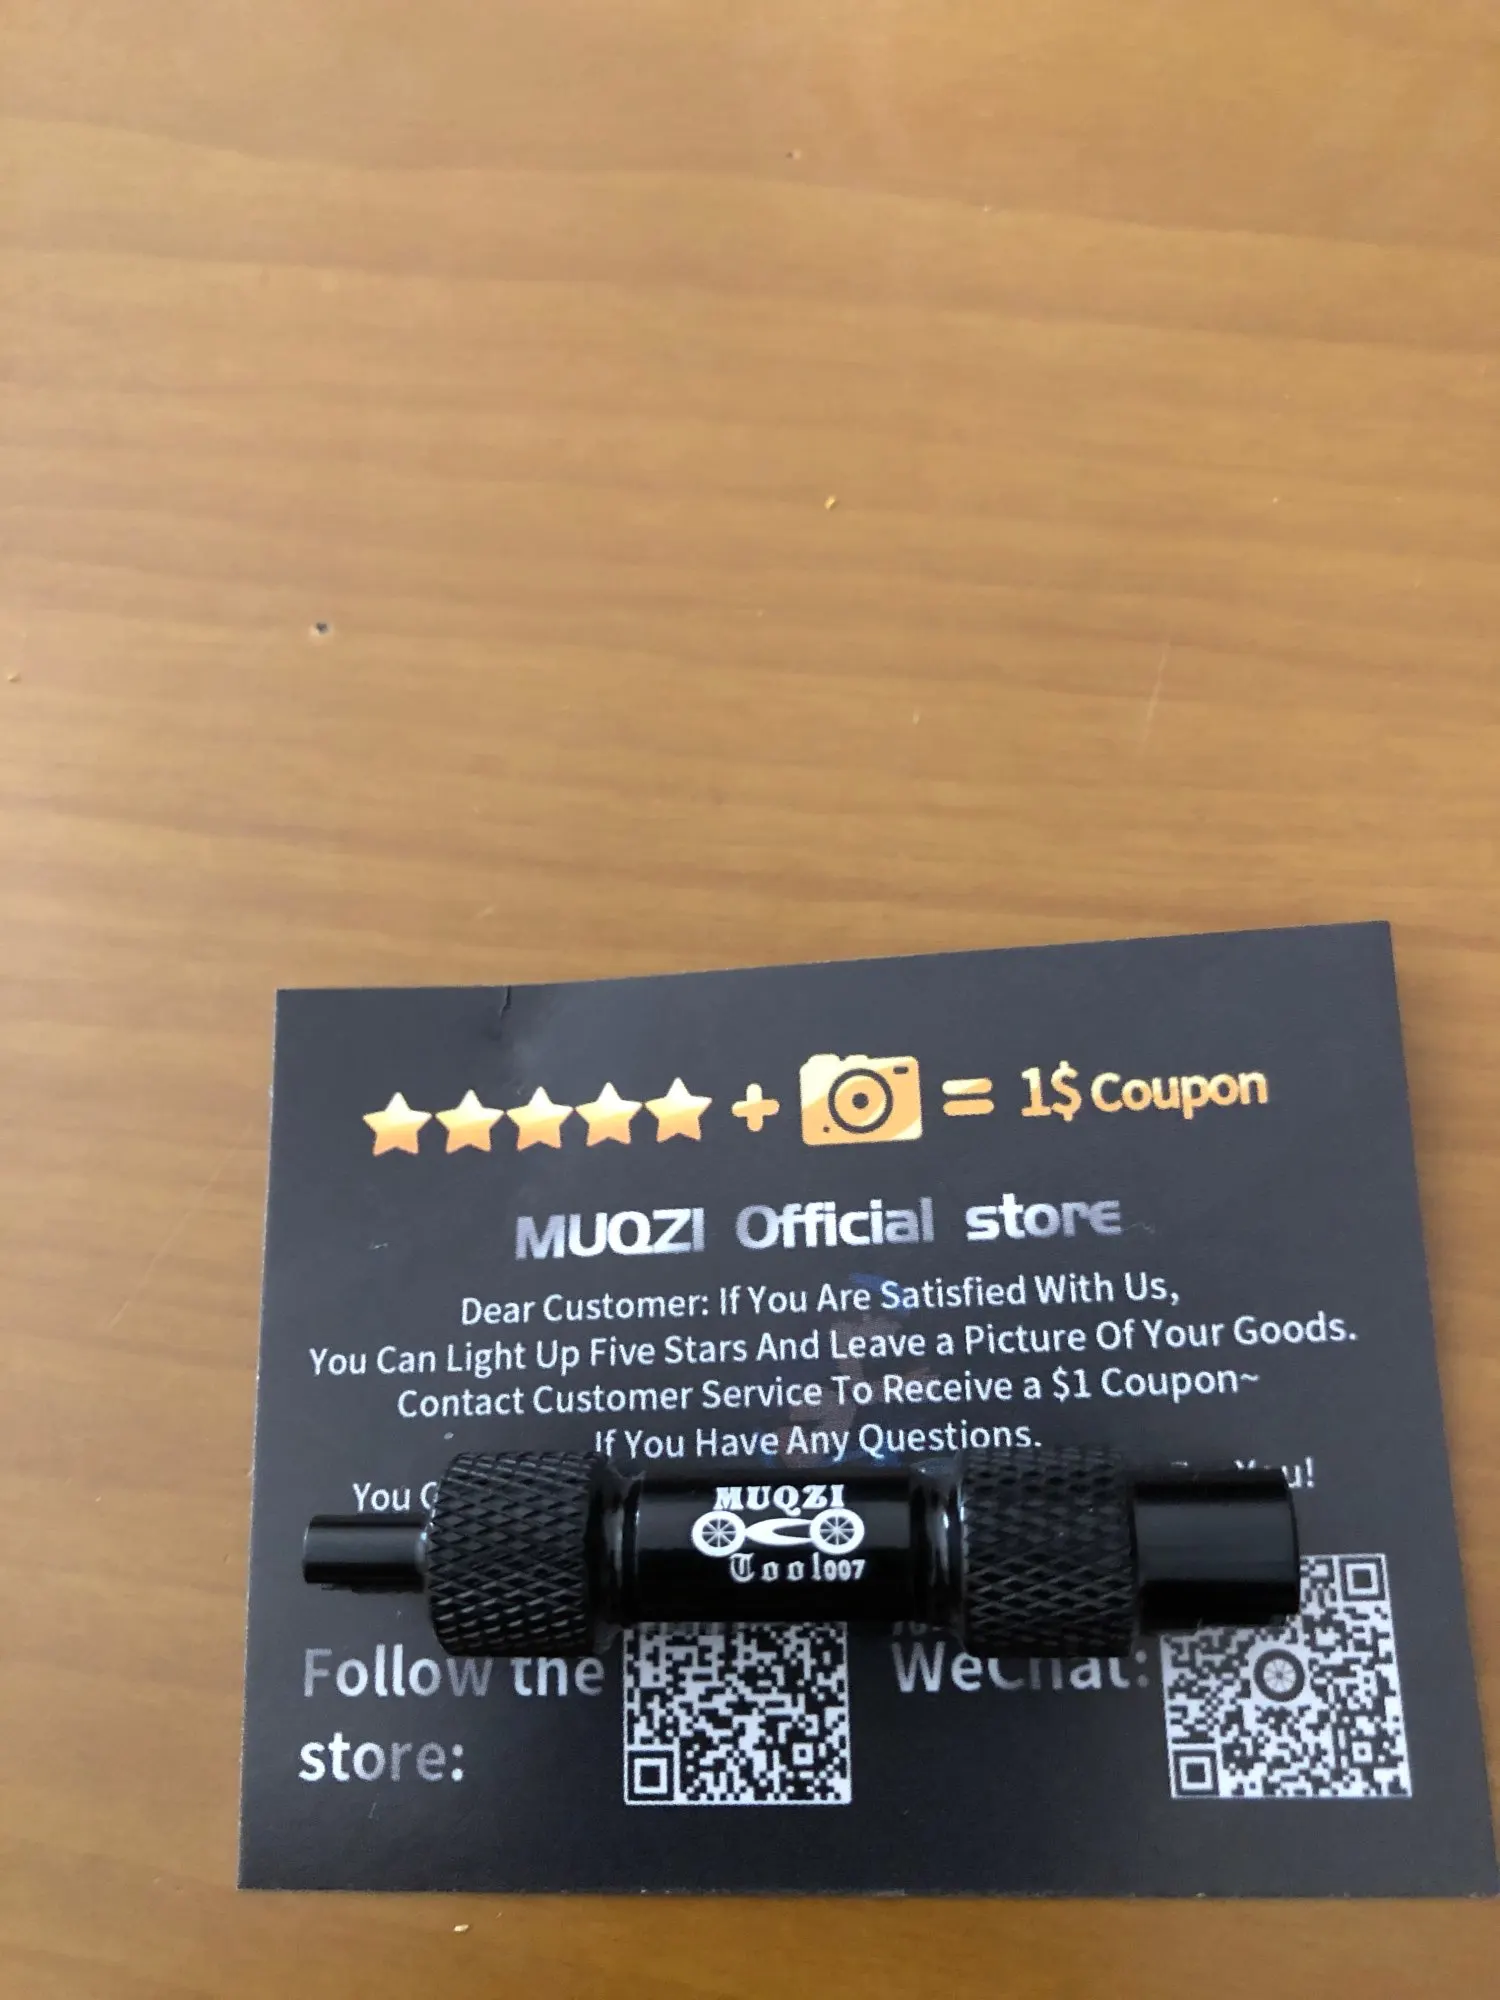 1$ Coupon
MUQZI Official store
Dear Customer: If You Are Satisfied With Us,
You Can Light Up Five Stars And Leave a Picture Of Your Goods.
Contact Customer Service To Receive a $1 Coupon~
If You Have Any Questions.
You
MUQZI
Tool007
Follow the
store:
WeChat: